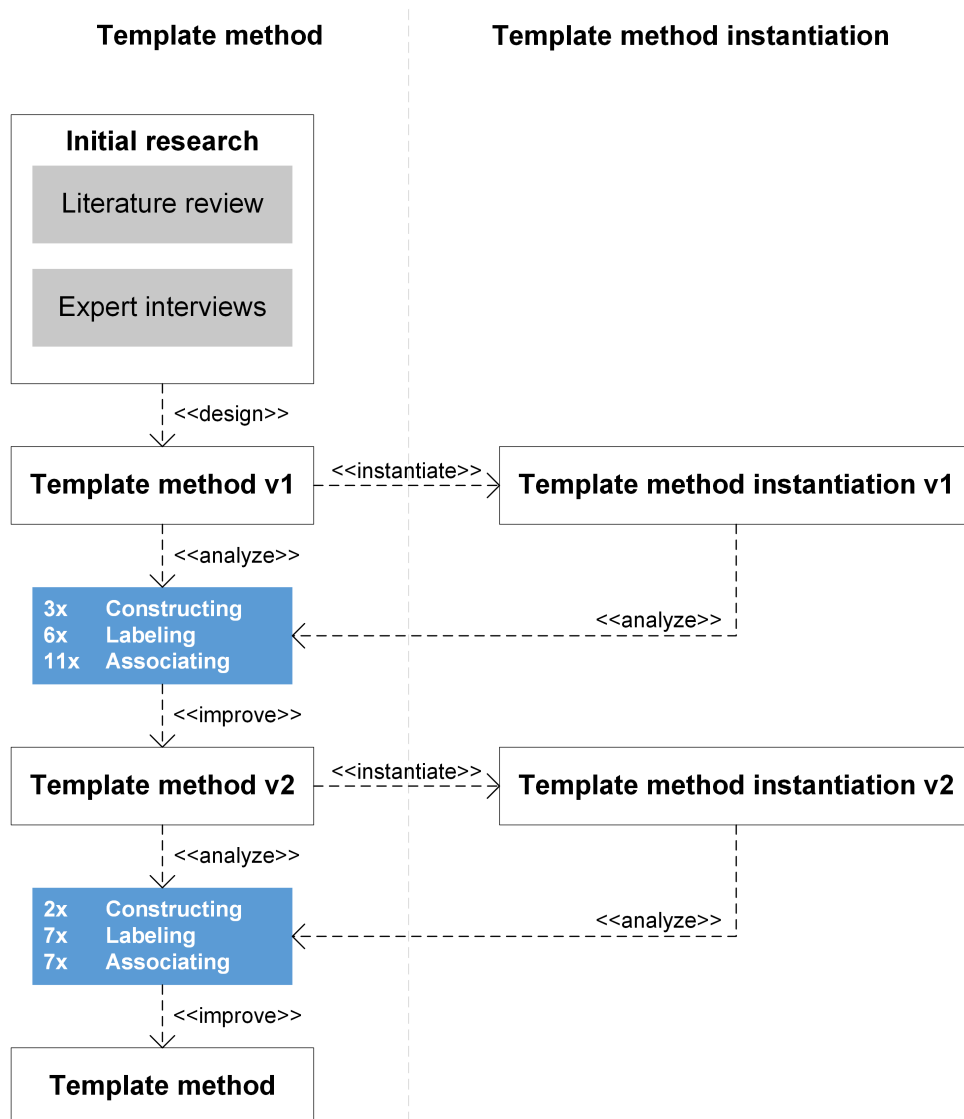 Template method
Template method instantiation
Initial research
Literature review
Expert interviews
<<design>>
Template method v1
<<instantiate>>
Template method instantiation v1
<<analyze>>
3x Constructing
6x Labeling
11x Associating
<<analyze>>
<<improve>>
Template method v2
<<instantiate>>
Template method instantiation v2
<<analyze>>
2x Constructing
7x Labeling
7x Associating
<<analyze>>
<<improve>>
Template method